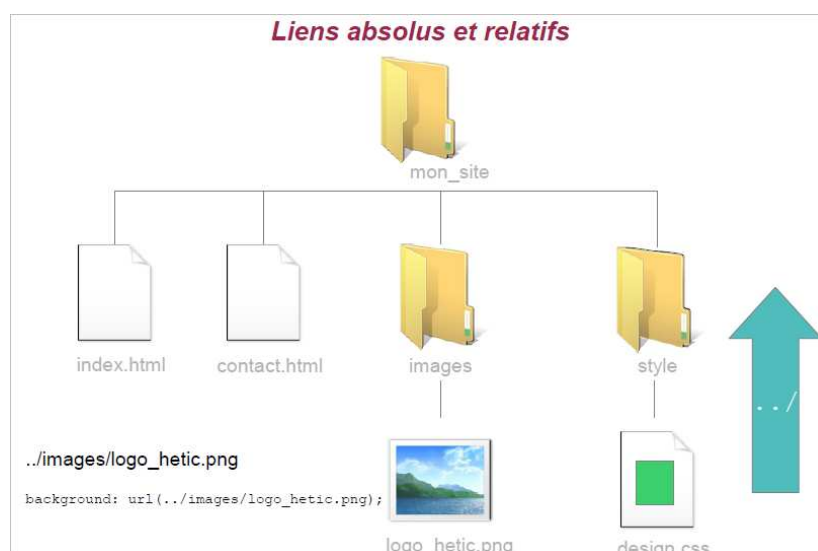 Liens absolus et relatifs
mon_site
index.html
contact.html
images
style
../
../images/logo_hetic.png
background: url(../images/logo_hetic.png);
logo_hetic.png
design.css